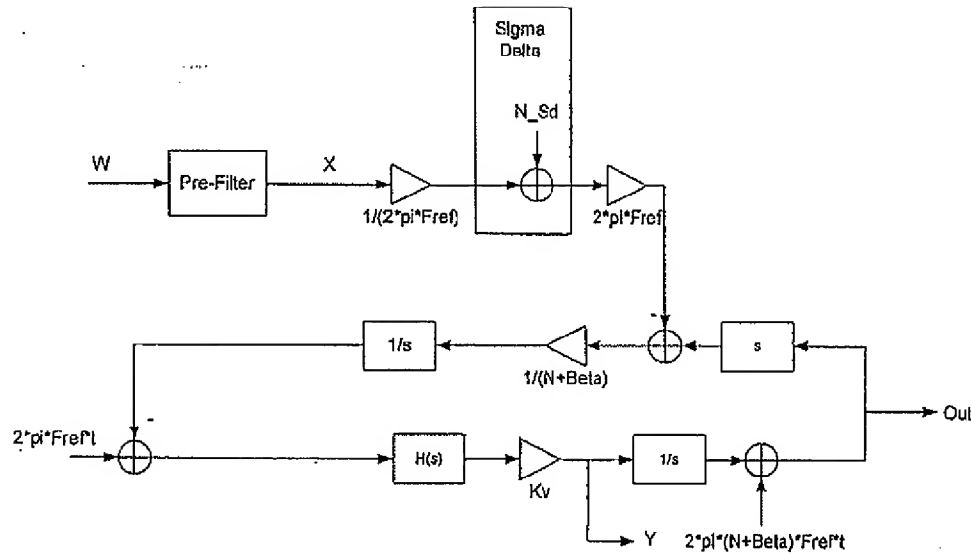 Sigma
Delta
N_Sd
W
Pre-Filter
X
1/(2*pi*Fref)
2*pi*Fref
-
1/s
1/(N+Beta)
s
-
Out
2*pi*Fref*t
H(s)
Kv
1/s
Y
2*pi*(N+Beta)*Fref*t